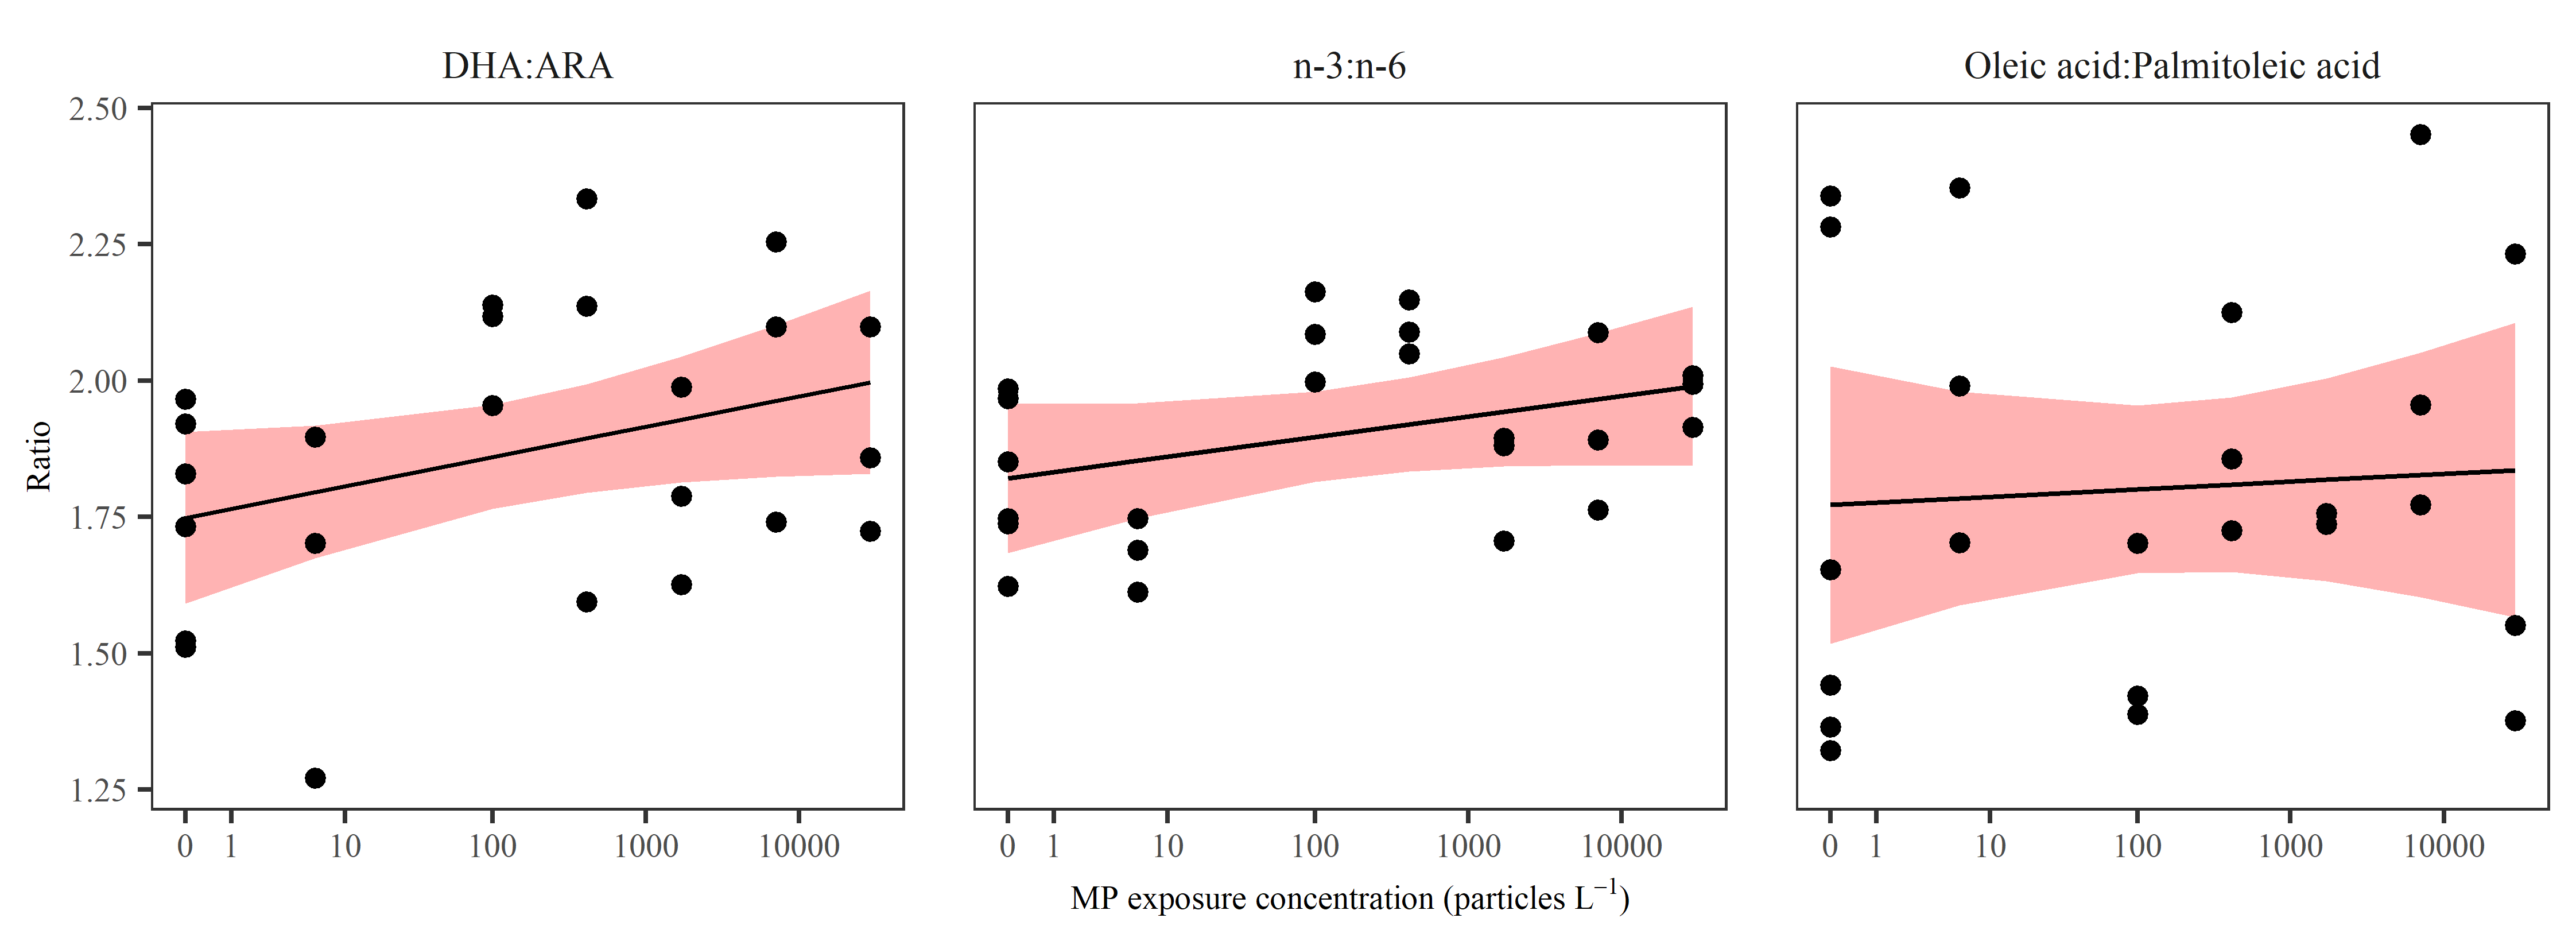 DHA:ARA n-3:n-6 Oleic acid:Palmitoleic acid
2.50
2.25
2.00
1.75
1.50
1.25
Ratio
0 1 10 100 1000 10000 0 1 10 100 1000 10000 0 1 10 100 1000 10000
MP exposure concentration (particles L⁻¹)